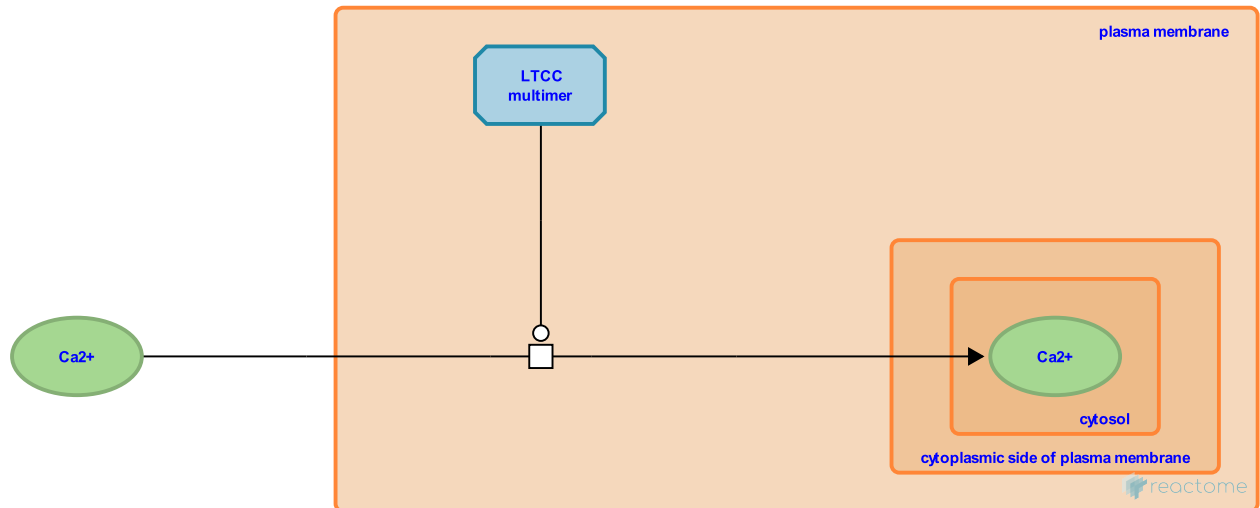 plasma membrane
LTCC
multimer
Ca2+
Ca2+
cytosol
cytoplasmic side of plasma membrane
reactome